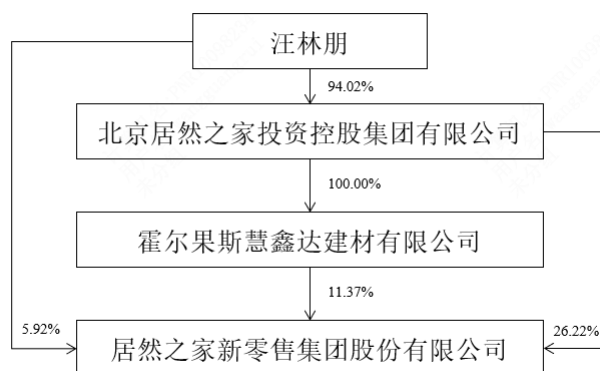 汪林朋
94.02%
北京居然之家投资控股集团有限公司
100.00%
霍尔果斯慧鑫达建材有限公司
11.37%
5.92%
26.22%
居然之家新零售集团股份有限公司